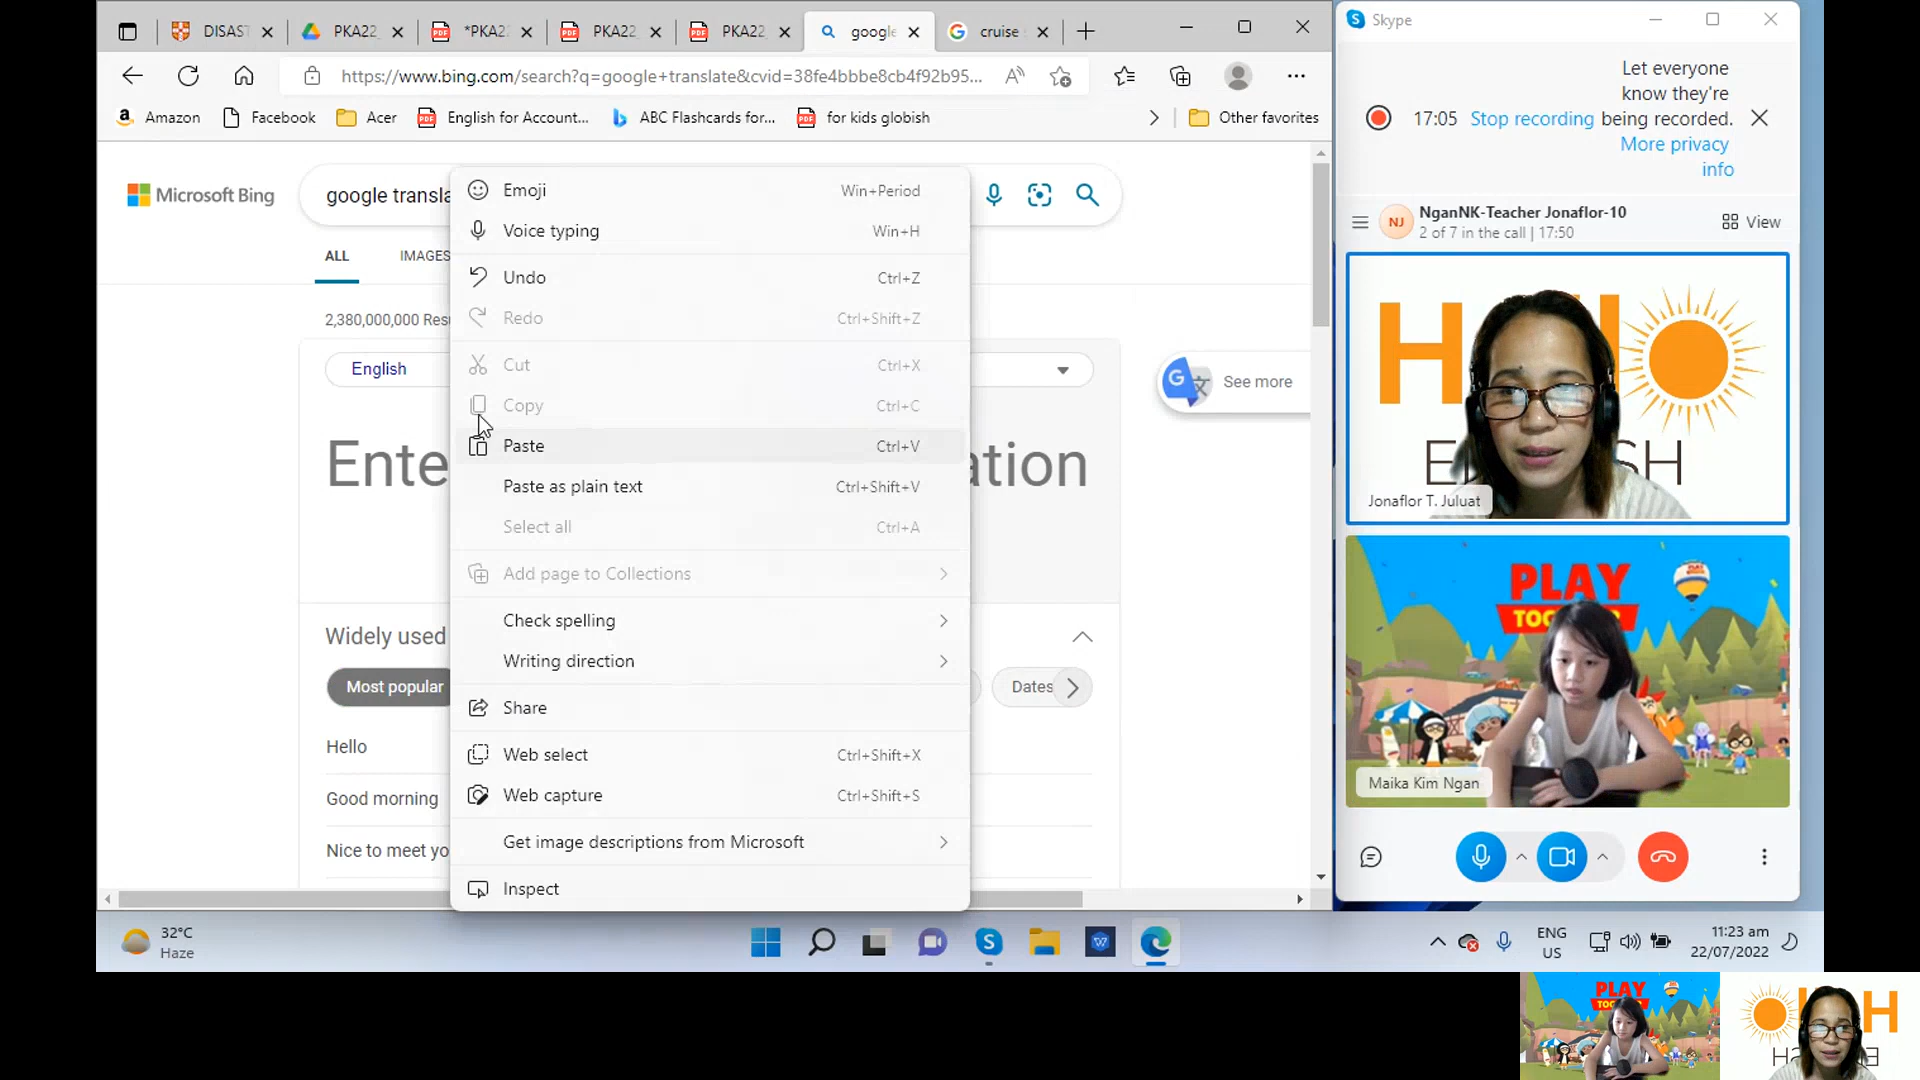 DISAS
PKA22
*PKA2
PKA22
PKA22
google
cruise
https://www.bing.com/search?q=google+translate&cvid=38fe4bbbe8cb4f92b95...
Amazon
Facebook
Acer
English for Account...
ABC Flashcards for...
for kids globish
Other favorites
Microsoft Bing
google transla
ALL
IMAGES
2,380,000,000 Resu
English
Ente
ation
See more
Widely used
Most popular
Dates
Hello
Good morning
Nice to meet yo
Emoji Win+Period
Voice typing Win+H
Undo Ctrl+Z
Redo Ctrl+Shift+Z
Cut Ctrl+X
Copy Ctrl+C
Paste Ctrl+V
Paste as plain text Ctrl+Shift+V
Select all Ctrl+A
Add page to Collections
Check spelling
Writing direction
Share
Web select Ctrl+Shift+X
Web capture Ctrl+Shift+S
Get image descriptions from Microsoft
Inspect
Skype
Let everyone
know they're
17:05 Stop recording being recorded.
More privacy
info
NJ
NganNK-Teacher Jonaflor-10
2 of 7 in the call | 17:50
View
Jonaflor T. Juluat
PLAY
Maika Kim Ngan
32°C
Haze
ENG
US
11:23 am
22/07/2022
PLAY